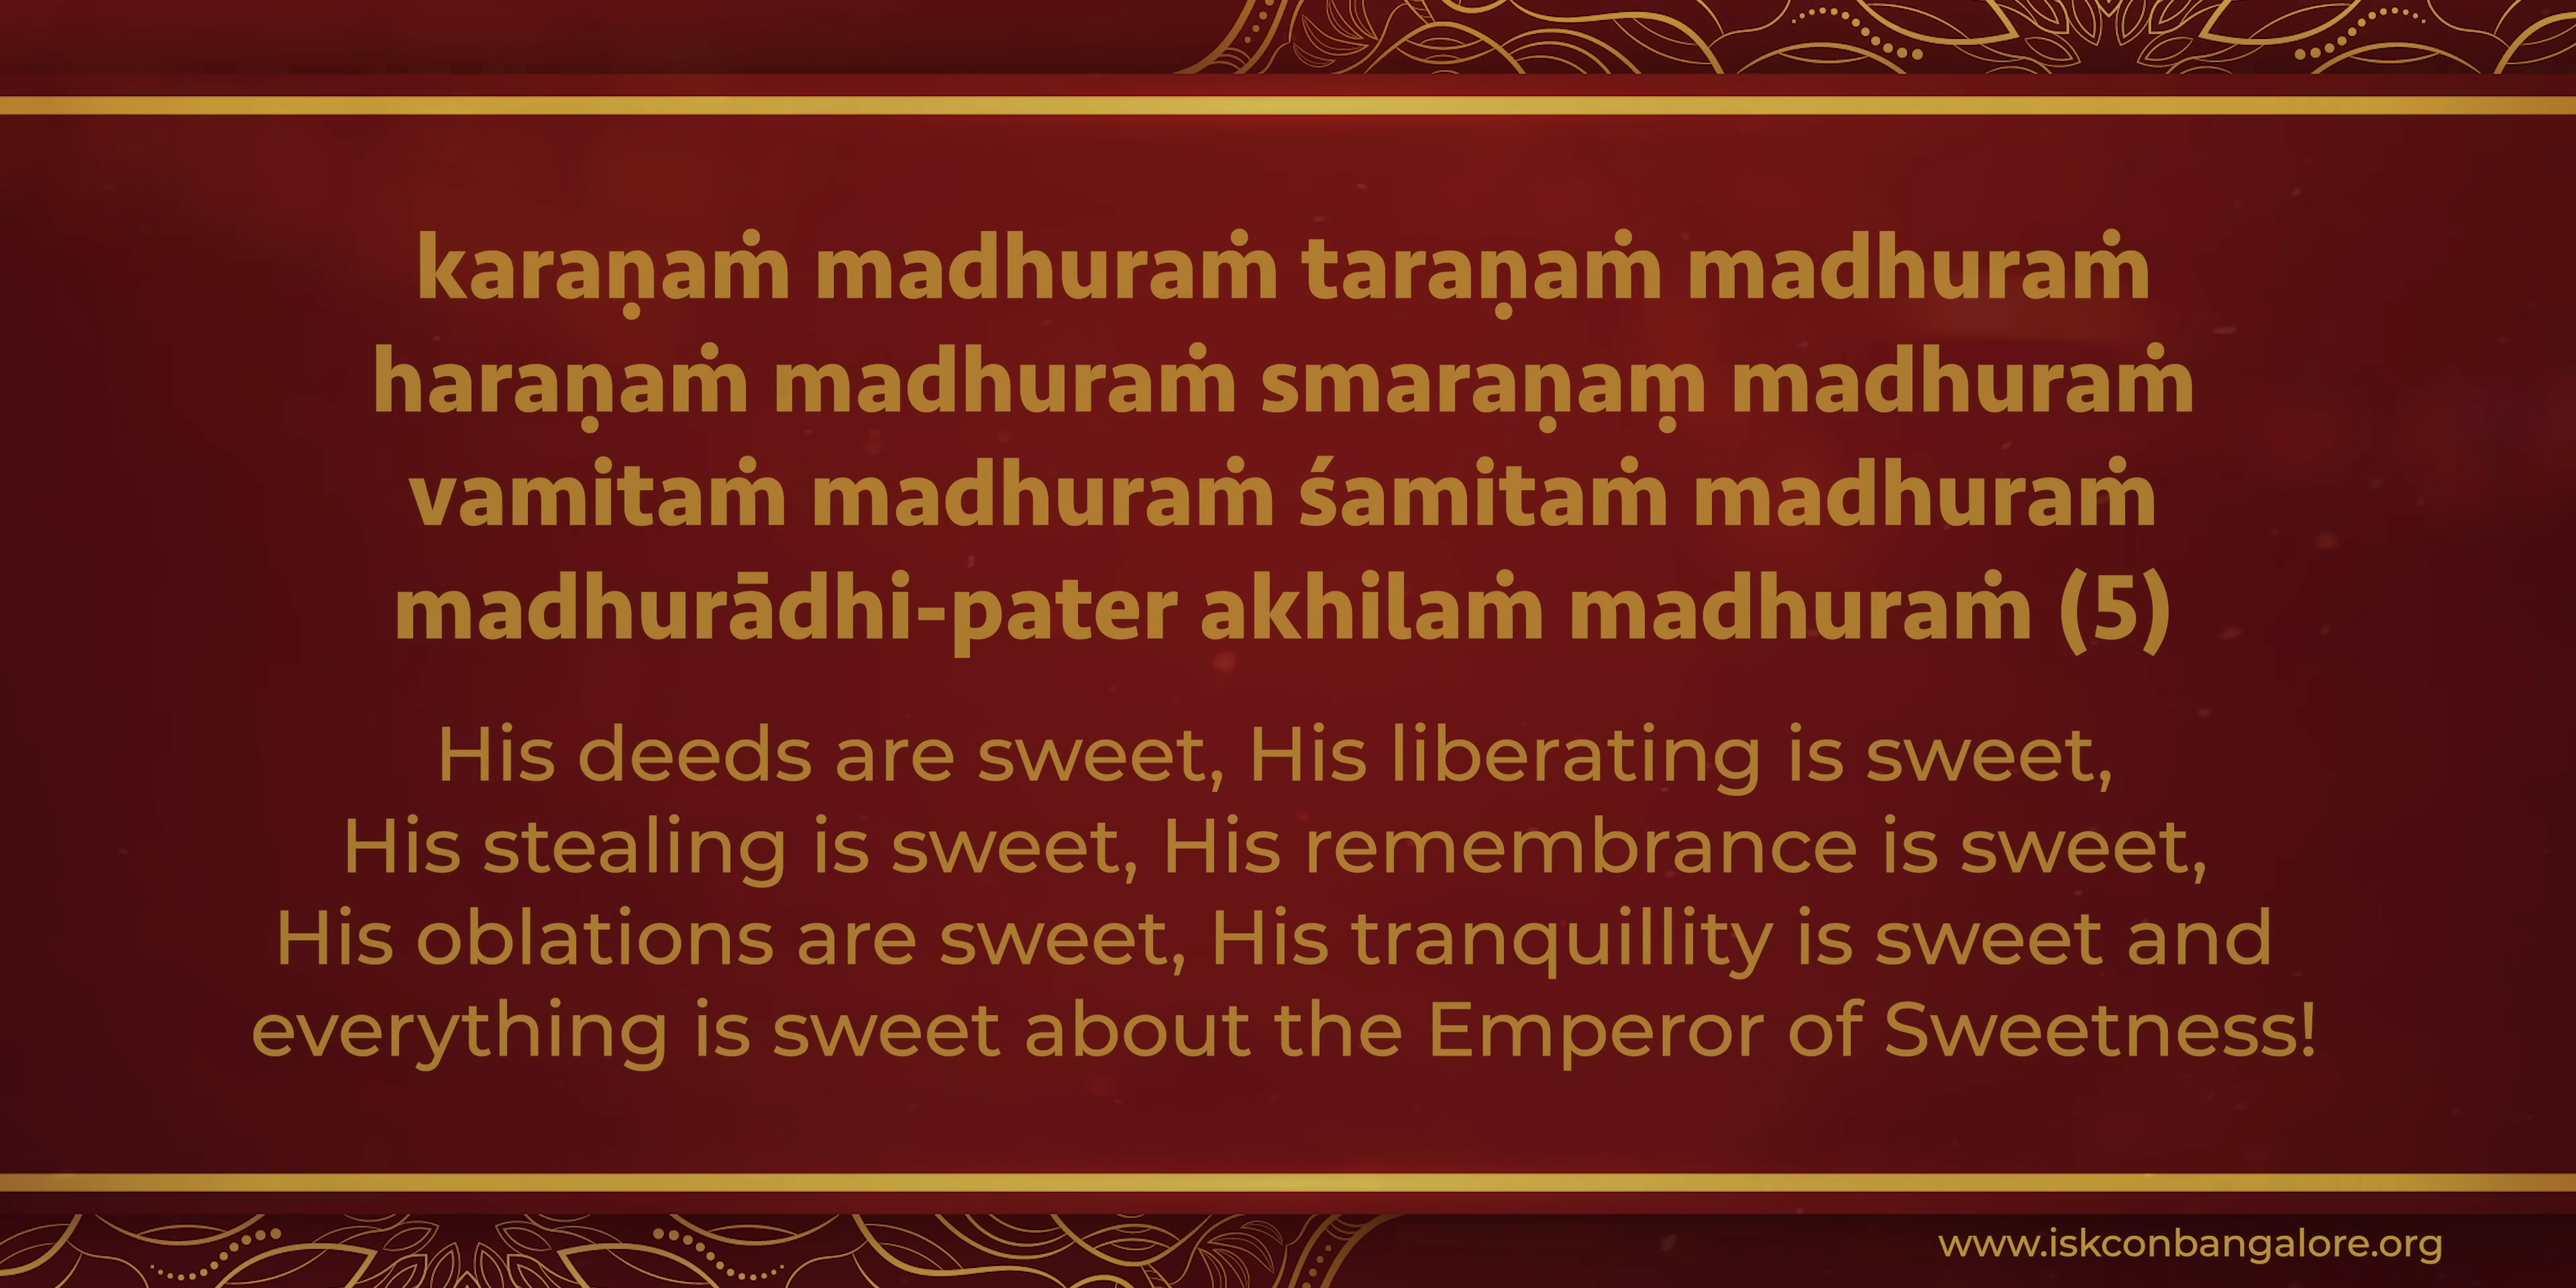 karaṇaṁ madhuraṁ taraṇaṁ madhuraṁ
haraṇaṁ madhuraṁ smaraṇaṃ madhuraṁ
vamitaṁ madhuraṁ śamitaṁ madhuraṁ
madhurādhi-pater akhilaṁ madhuraṁ (5)
His deeds are sweet, His liberating is sweet,
His stealing is sweet, His remembrance is sweet,
His oblations are sweet, His tranquillity is sweet and
everything is sweet about the Emperor of Sweetness!
www.iskconbangalore.org